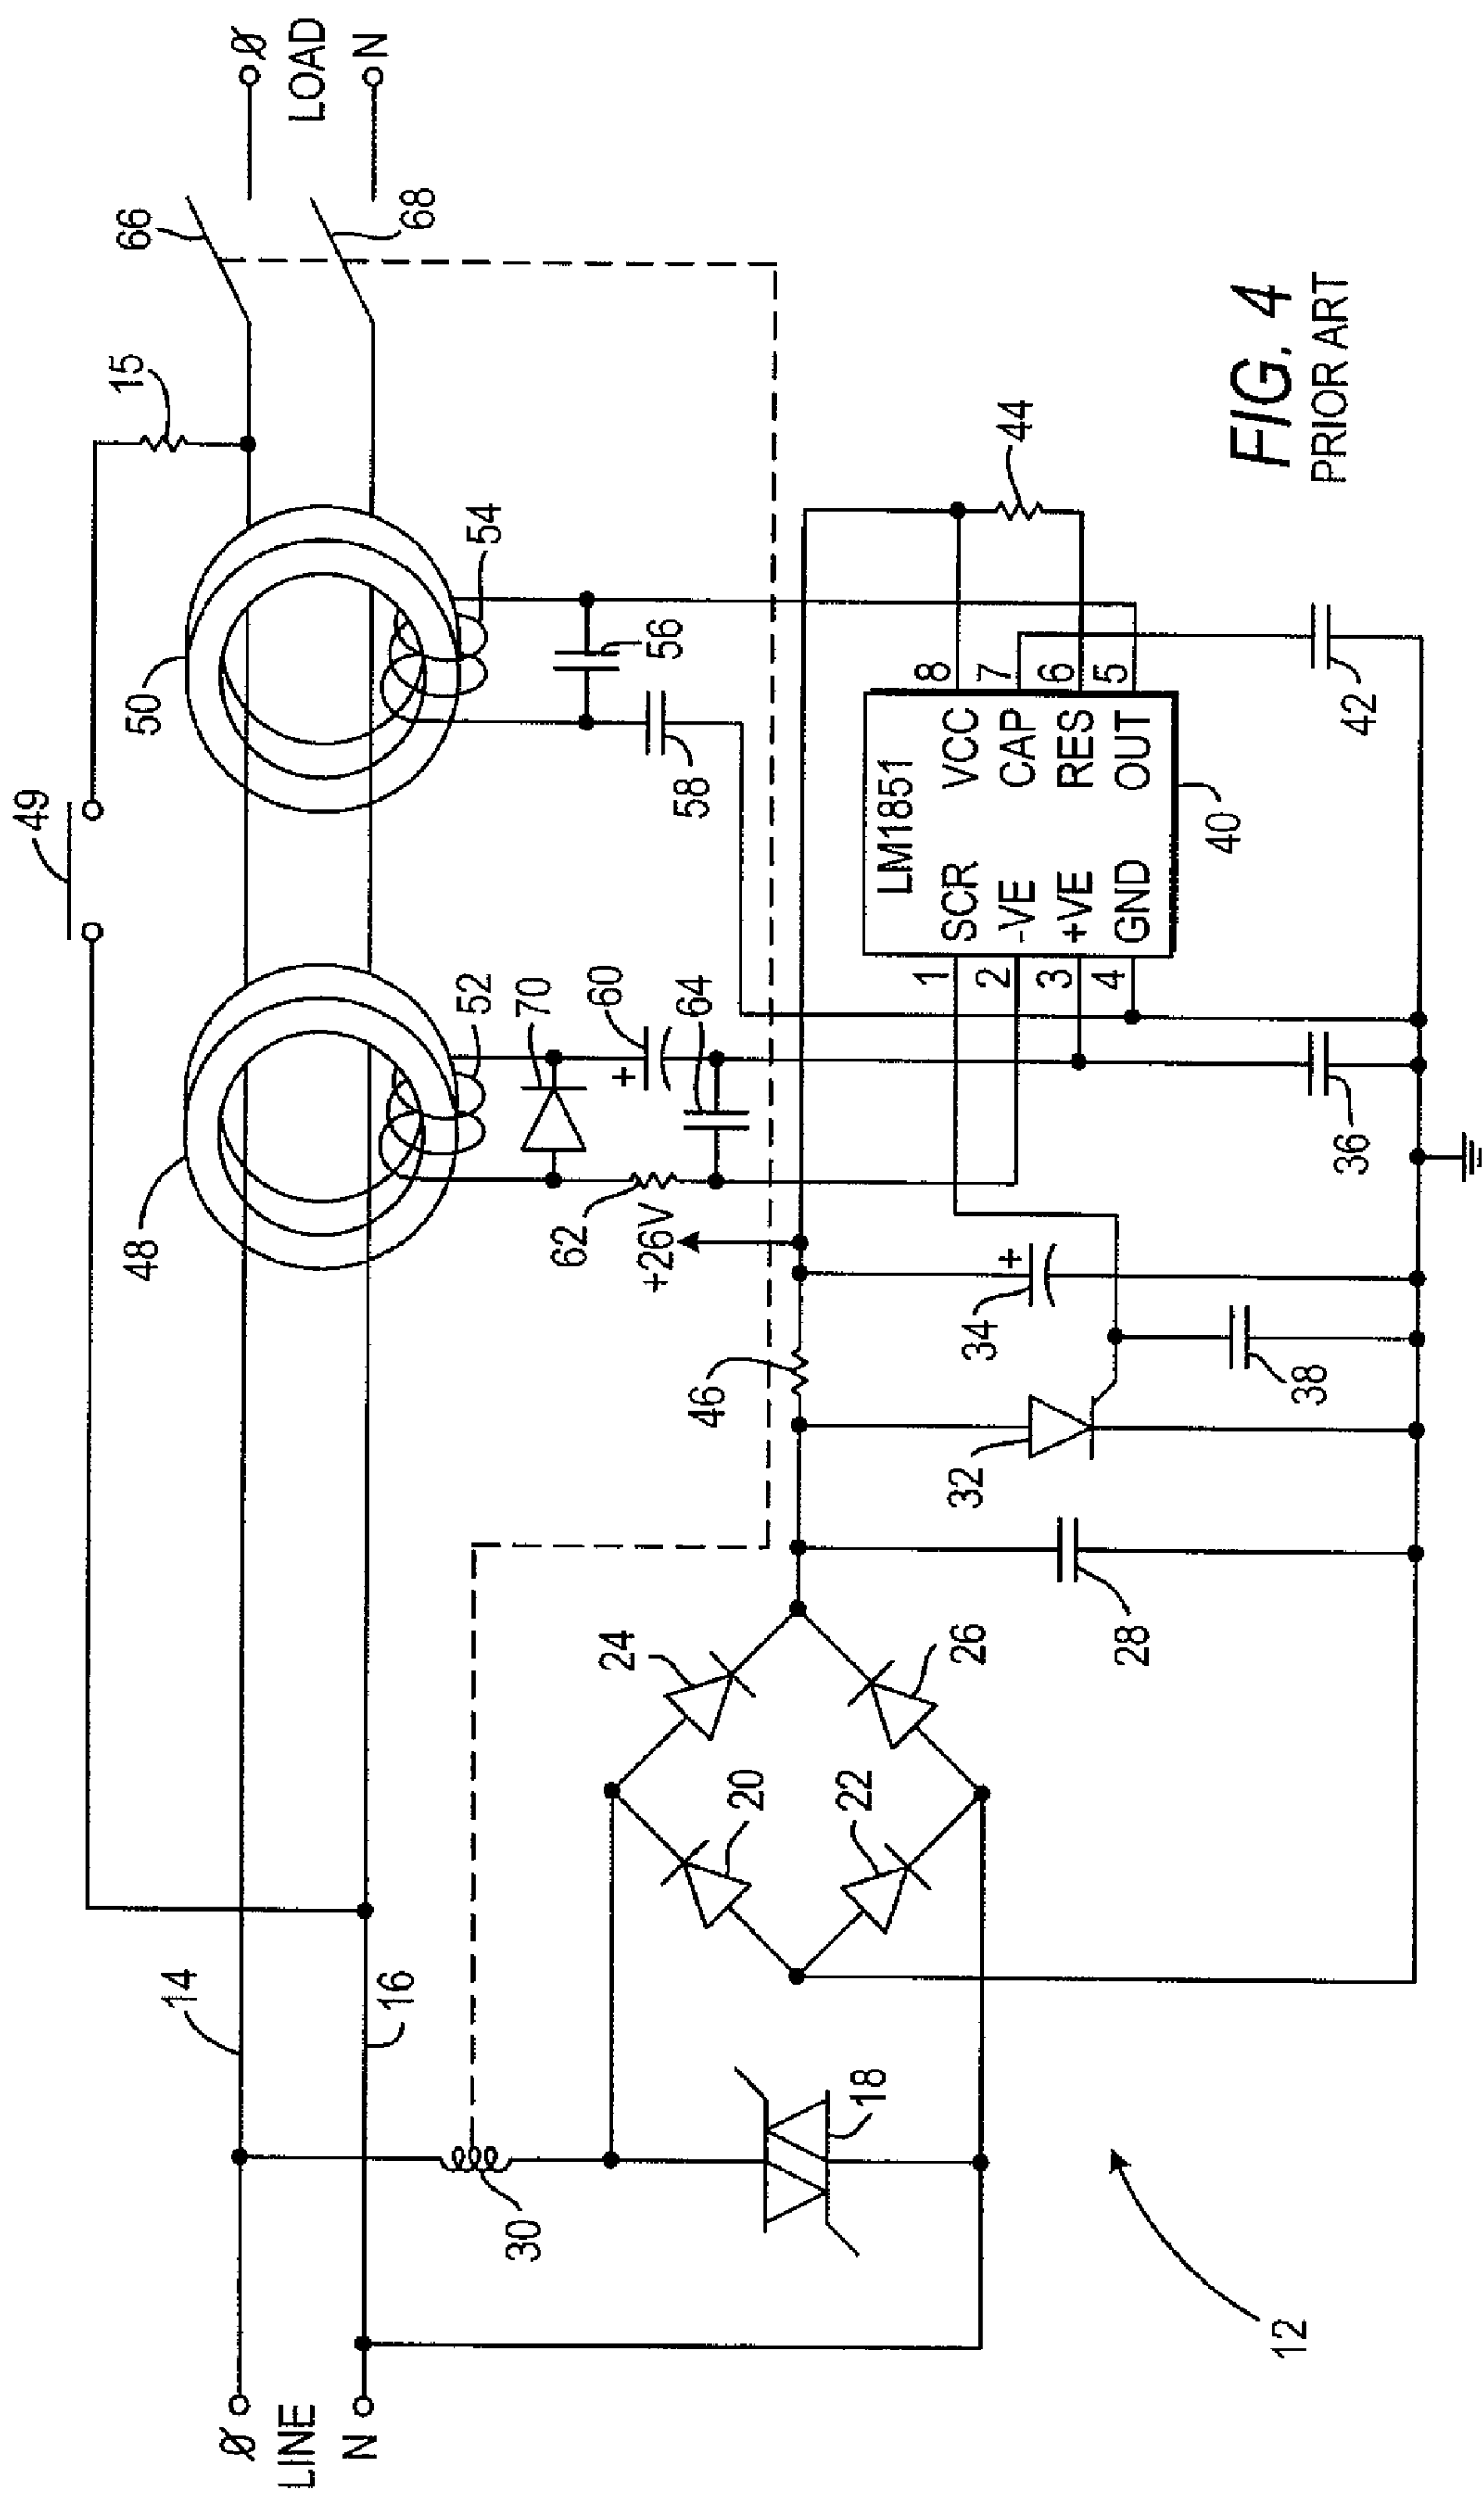 49
15
66
Ø
LOAD
N
68
50
54
56
58
48
52
70
60
64
62
+26V
14
16
Ø
LINE
N
30
18
24
20
22
26
46
34
32
38
28
36
LM1851
1 SCR VCC 8
2 -VE CAP 7
3 +VE RES 6
4 GND OUT 5
40
44
42
+
+
12
FIG. 4
PRIOR ART